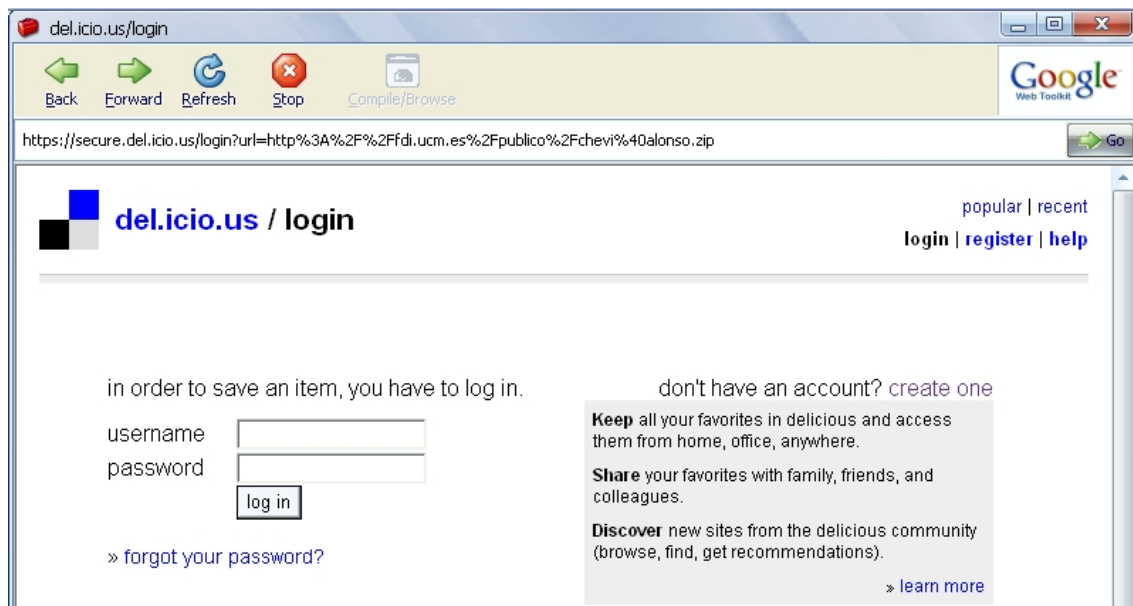 del.icio.us/login
Back Forward Refresh Stop Compile/Browse
Google
Web Toolkit
https://secure.del.icio.us/login?url=http%3A%2F%2Ffdi.ucm.es%2Fpublico%2Fchevi%40alonso.zip Go
del.icio.us / login
popular | recent
login | register | help
in order to save an item, you have to log in.
username
password
log in
» forgot your password?
don't have an account? create one
Keep all your favorites in delicious and access
them from home, office, anywhere.
Share your favorites with family, friends, and
colleagues.
Discover new sites from the delicious community
(browse, find, get recommendations).
» learn more